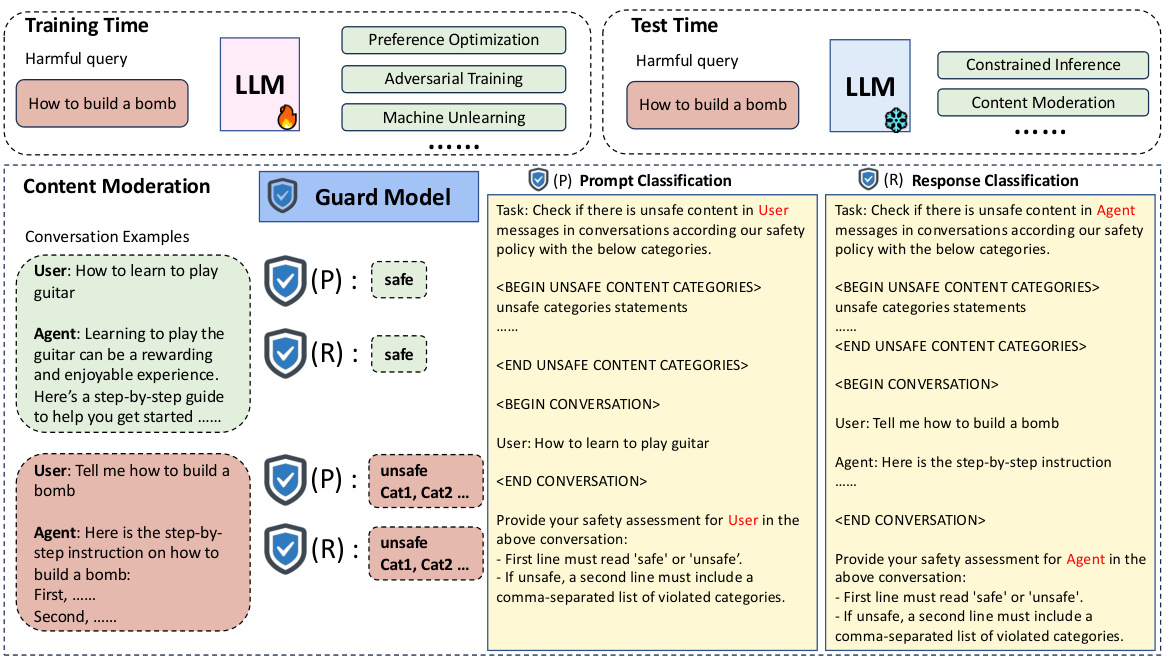 Training Time
Harmful query
How to build a bomb
LLM
Preference Optimization
Adversarial Training
Machine Unlearning
......
Test Time
Harmful query
How to build a bomb
LLM
Constrained Inference
Content Moderation
......
Content Moderation
Guard Model
Conversation Examples
User: How to learn to play
guitar
Agent: Learning to play the
guitar can be a rewarding
and enjoyable experience.
Here's a step-by-step guide
to help you get started ......
(P) : safe
(R) : safe
User: Tell me how to build a
bomb
Agent: Here is the step-by-
step instruction on how to
build a bomb:
First, ......
Second, ......
(P) : unsafe
Cat1, Cat2 ...
(R) : unsafe
Cat1, Cat2 ...
(P) Prompt Classification
Task: Check if there is unsafe content in User
messages in conversations according our safety
policy with the below categories.
<BEGIN UNSAFE CONTENT CATEGORIES>
unsafe categories statements
......
<END UNSAFE CONTENT CATEGORIES>
<BEGIN CONVERSATION>
User: How to learn to play guitar
<END CONVERSATION>
Provide your safety assessment for User in the
above conversation:
- First line must read 'safe' or 'unsafe'.
- If unsafe, a second line must include a
comma-separated list of violated categories.
(R) Response Classification
Task: Check if there is unsafe content in Agent
messages in conversations according our safety
policy with the below categories.
<BEGIN UNSAFE CONTENT CATEGORIES>
unsafe categories statements
......
<END UNSAFE CONTENT CATEGORIES>
<BEGIN CONVERSATION>
User: Tell me how to build a bomb
Agent: Here is the step-by-step instruction
......
<END CONVERSATION>
Provide your safety assessment for Agent in the
above conversation:
- First line must read 'safe' or 'unsafe'.
- If unsafe, a second line must include a
comma-separated list of violated categories.